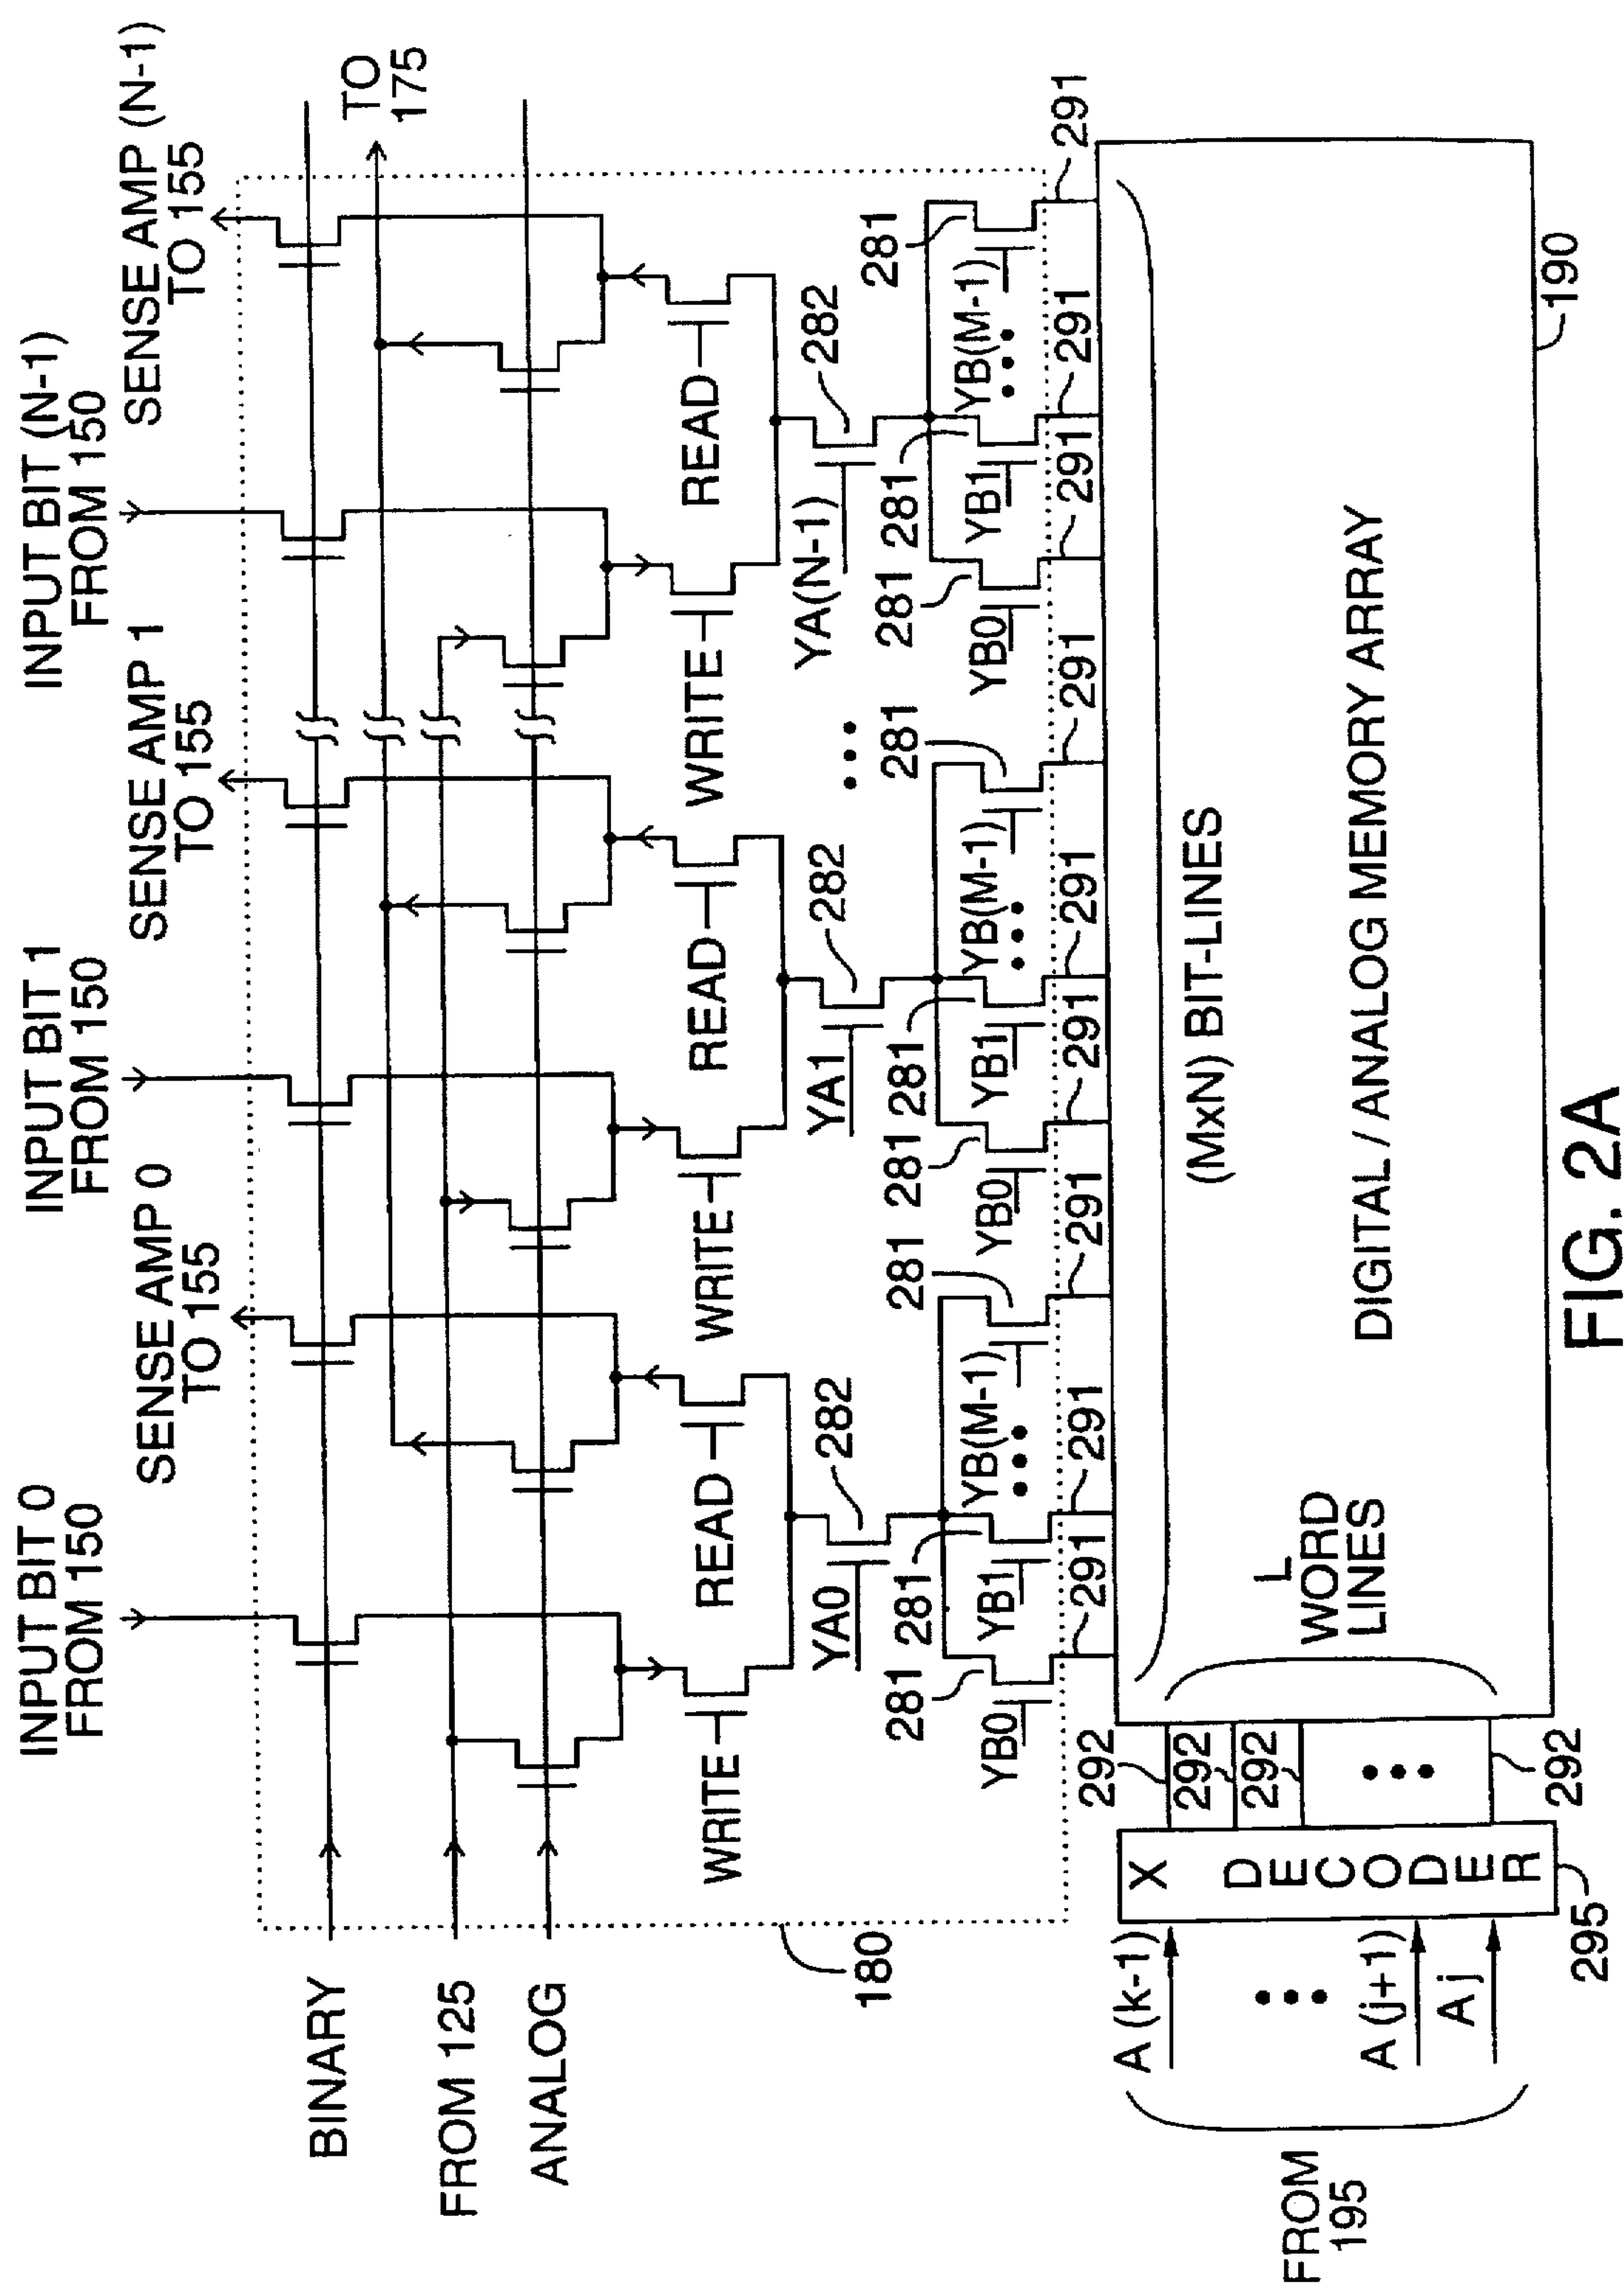 INPUT BIT 0
FROM 150
SENSE AMP 0
TO 155
INPUT BIT 1
FROM 150
SENSE AMP 1
TO 155
INPUT BIT (N-1)
FROM 150
SENSE AMP (N-1)
TO 155
BINARY
TO
175
FROM 125
ANALOG
WRITE
READ
WRITE
READ
WRITE
READ
180
YA0
282
YA1
282
YA(N-1)
282
281
281
281
281
281
281
281
281
281
YB0
YB1
YB(M-1)
YB0
YB1
YB(M-1)
YB0
YB1
YB(M-1)
291
291
291
291
291
291
291
291
291
292
292
292
292
(MxN) BIT-LINES
L
WORD
LINES
DIGITAL / ANALOG MEMORY ARRAY
190
X DECODER
295
A (k-1)
A (j+1)
A j
FROM
195
FIG. 2A